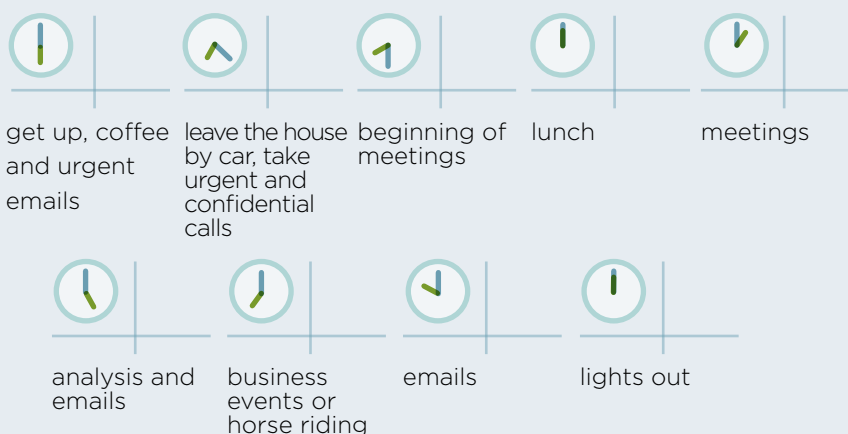 get up, coffee
and urgent
emails
leave the house
by car, take
urgent and
confidential
calls
beginning of
meetings
lunch
meetings
analysis and
emails
business
events or
horse riding
emails
lights out